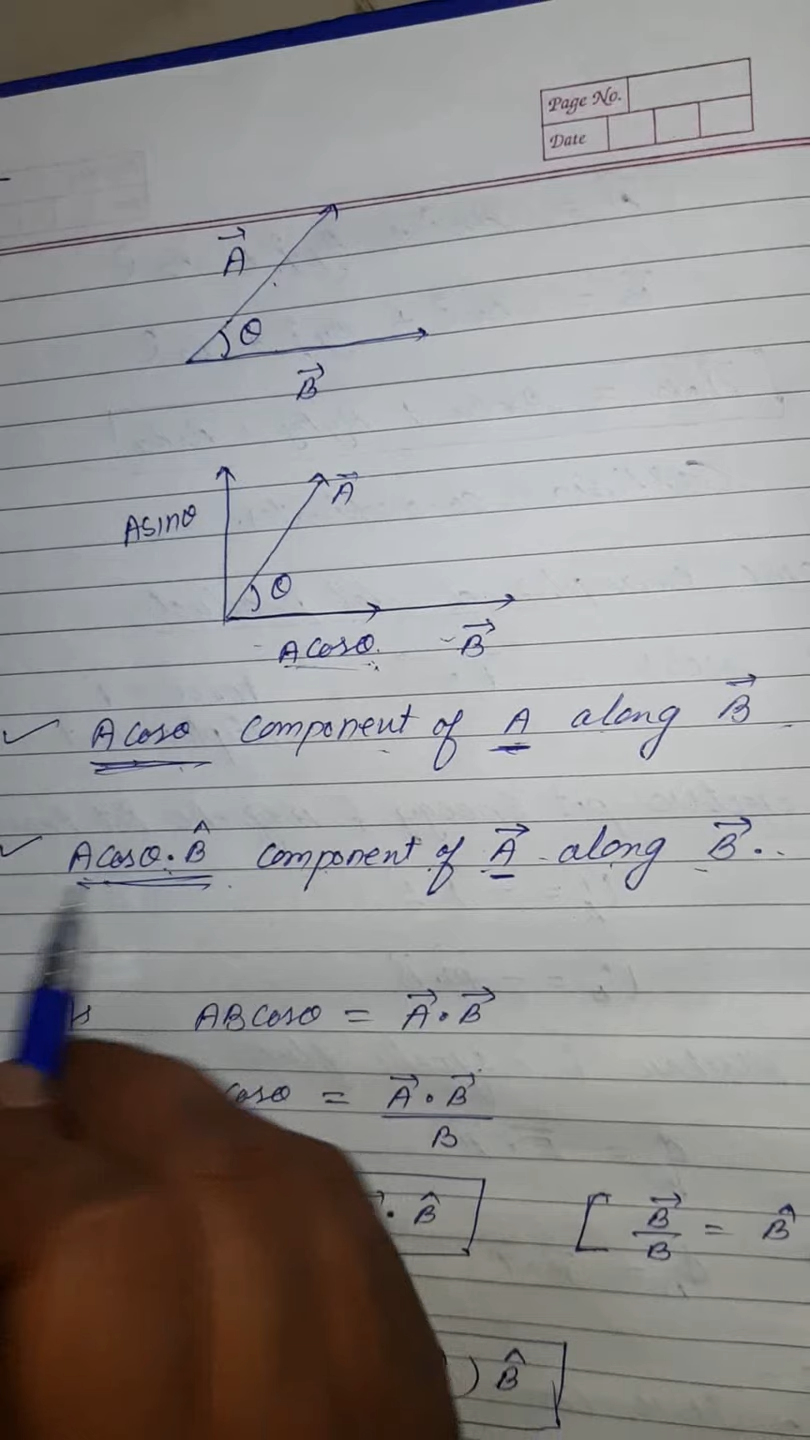 Page No.
Date
A⃗
θ
B⃗
A⃗
Asinθ
θ
Acosθ. B⃗
Acosθ. component of A along B⃗
Acosθ.B̂ component of A⃗ along B⃗.
ABcosθ = A⃗.B⃗
cosθ = A⃗.B⃗ / B
. B̂ ] [ B⃗ / B = B̂
) B̂ ]